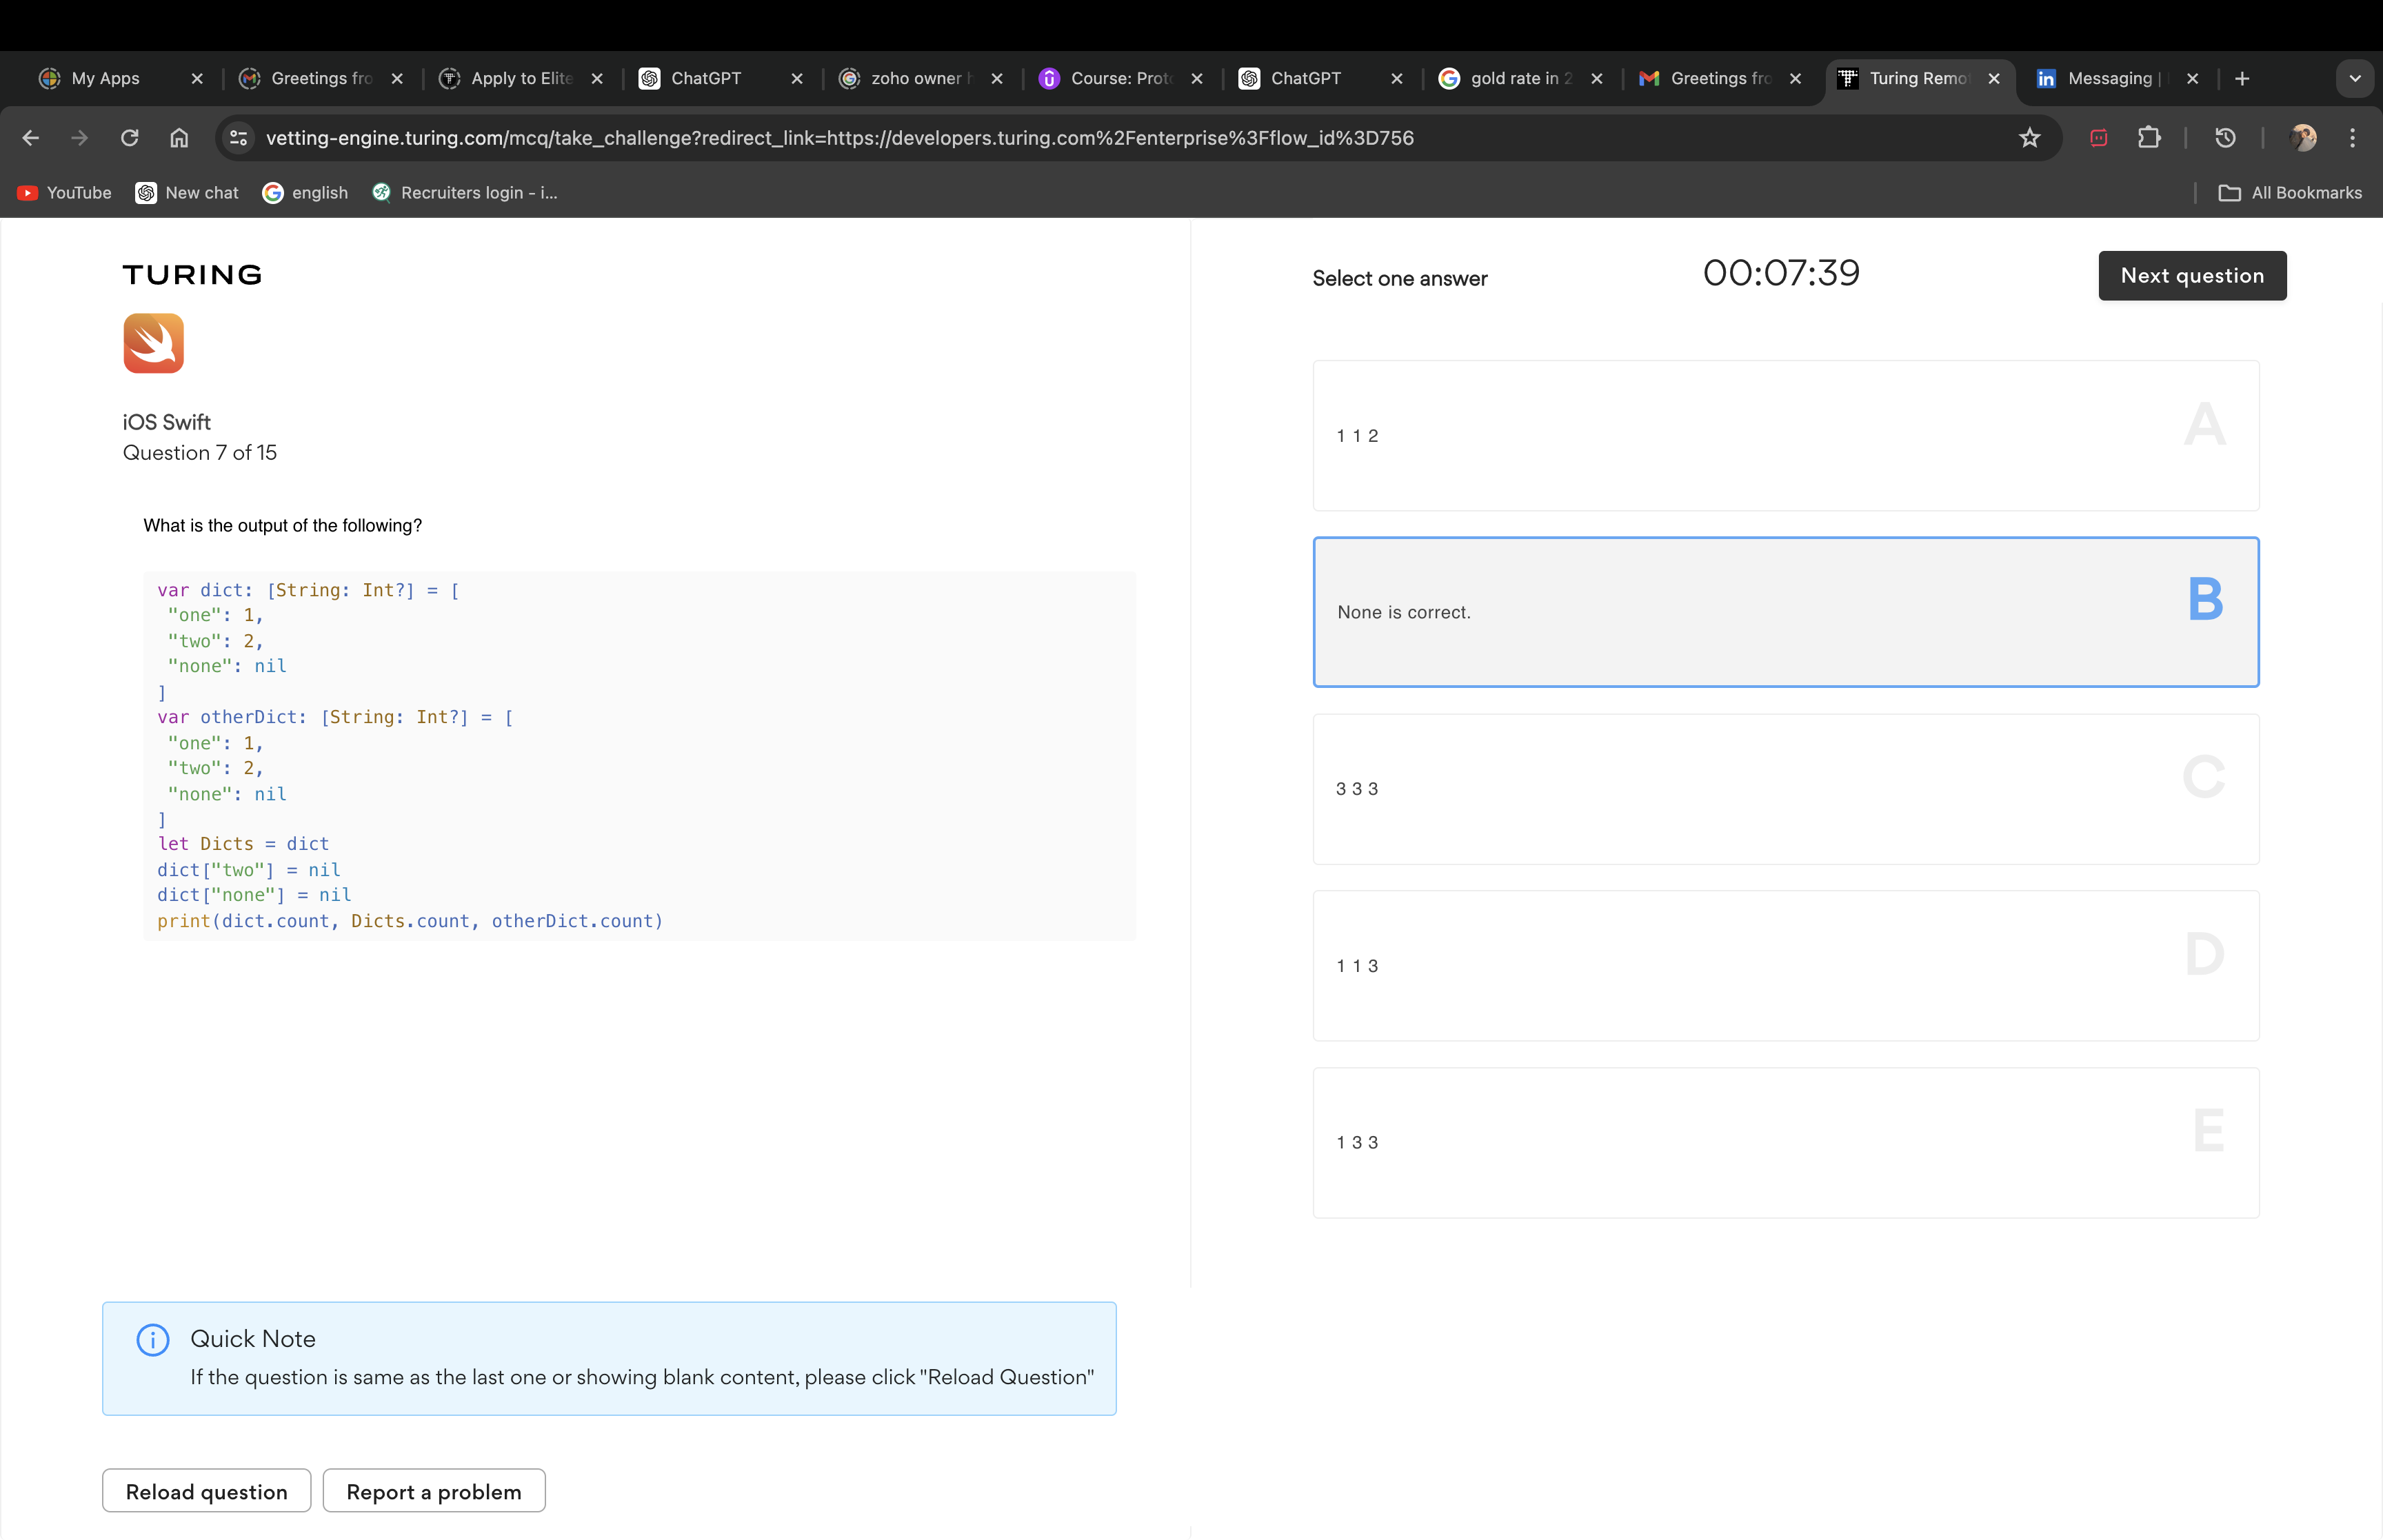 My Apps
Greetings fro
Apply to Elite
ChatGPT
zoho owner h
Course: Proto
ChatGPT
gold rate in 2
Greetings fro
Turing Remo
Messaging |
vetting-engine.turing.com/mcq/take_challenge?redirect_link=https://developers.turing.com%2Fenterprise%3Fflow_id%3D756
YouTube
New chat
english
Recruiters login - i...
All Bookmarks
TURING
iOS Swift
Question 7 of 15
What is the output of the following?
var dict: [String: Int?] = [
"one": 1,
"two": 2,
"none": nil
]
var otherDict: [String: Int?] = [
"one": 1,
"two": 2,
"none": nil
]
let Dicts = dict
dict["two"] = nil
dict["none"] = nil
print(dict.count, Dicts.count, otherDict.count)
Quick Note
If the question is same as the last one or showing blank content, please click "Reload Question"
Reload question
Report a problem
Select one answer
00:07:39
Next question
1 1 2
A
None is correct.
B
3 3 3
C
1 1 3
D
1 3 3
E